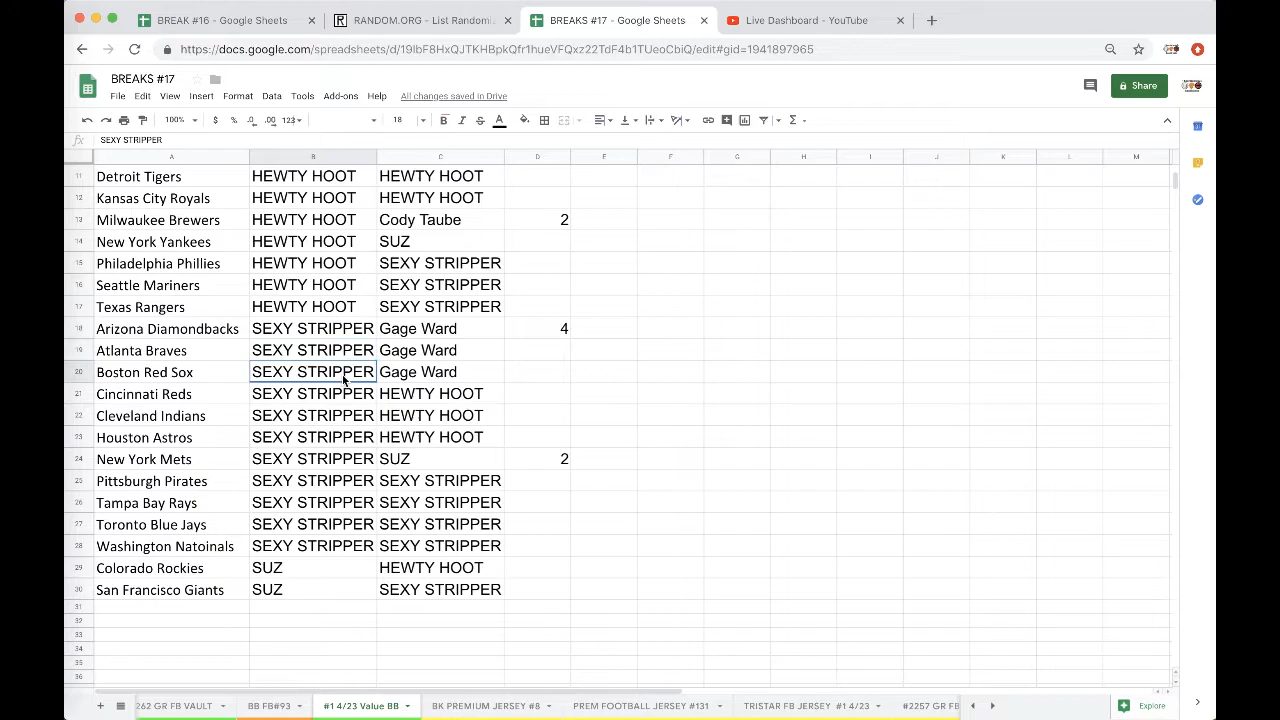 BREAK #16 - Google Sheets
RANDOM.ORG - List Randomi
BREAKS #17 - Google Sheets
Live Dashboard - YouTube
https://docs.google.com/spreadsheets/d/19lbF8HxQJTKHBpkQfr1hueVFQxz22TdF4b1TUeoCbiQ/edit#gid=1941897965
BREAKS #17
File Edit View Insert Format Data Tools Add-ons Help All changes saved in Drive
Share
100% $ % .0 .00 123 18 B I S A
fx SEXY STRIPPER
A B C D E F G H I J K L M
11 Detroit Tigers HEWTY HOOT HEWTY HOOT
12 Kansas City Royals HEWTY HOOT HEWTY HOOT
13 Milwaukee Brewers HEWTY HOOT Cody Taube 2
14 New York Yankees HEWTY HOOT SUZ
15 Philadelphia Phillies HEWTY HOOT SEXY STRIPPER
16 Seattle Mariners HEWTY HOOT SEXY STRIPPER
17 Texas Rangers HEWTY HOOT SEXY STRIPPER
18 Arizona Diamondbacks SEXY STRIPPER Gage Ward 4
19 Atlanta Braves SEXY STRIPPER Gage Ward
20 Boston Red Sox SEXY STRIPPER Gage Ward
21 Cincinnati Reds SEXY STRIPPER HEWTY HOOT
22 Cleveland Indians SEXY STRIPPER HEWTY HOOT
23 Houston Astros SEXY STRIPPER HEWTY HOOT
24 New York Mets SEXY STRIPPER SUZ 2
25 Pittsburgh Pirates SEXY STRIPPER SEXY STRIPPER
26 Tampa Bay Rays SEXY STRIPPER SEXY STRIPPER
27 Toronto Blue Jays SEXY STRIPPER SEXY STRIPPER
28 Washington Natoinals SEXY STRIPPER SEXY STRIPPER
29 Colorado Rockies SUZ HEWTY HOOT
30 San Francisco Giants SUZ SEXY STRIPPER
31
32
33
34
35
36
262 GR FB VAULT BB FB#93 #1 4/23 Value BB BK PREMIUM JERSEY #8 PREM FOOTBALL JERSEY #131 TRISTAR FB JERSEY #1 4/23 #2257 GR FB Explore